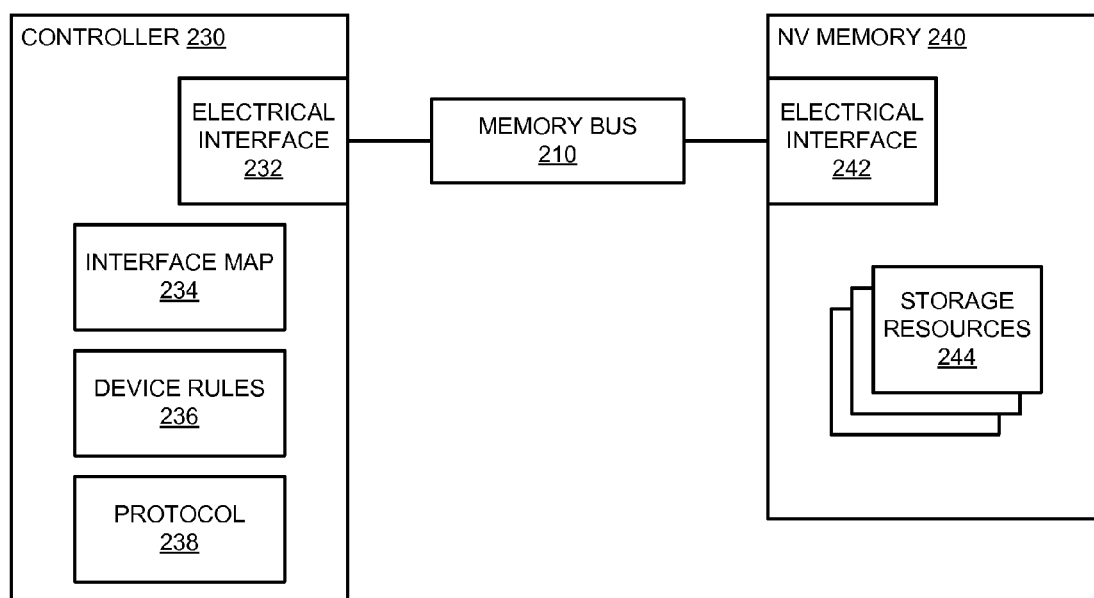 CONTROLLER 230
ELECTRICAL
INTERFACE
232
INTERFACE MAP
234
DEVICE RULES
236
PROTOCOL
238
MEMORY BUS
210
NV MEMORY 240
ELECTRICAL
INTERFACE
242
STORAGE
RESOURCES
244